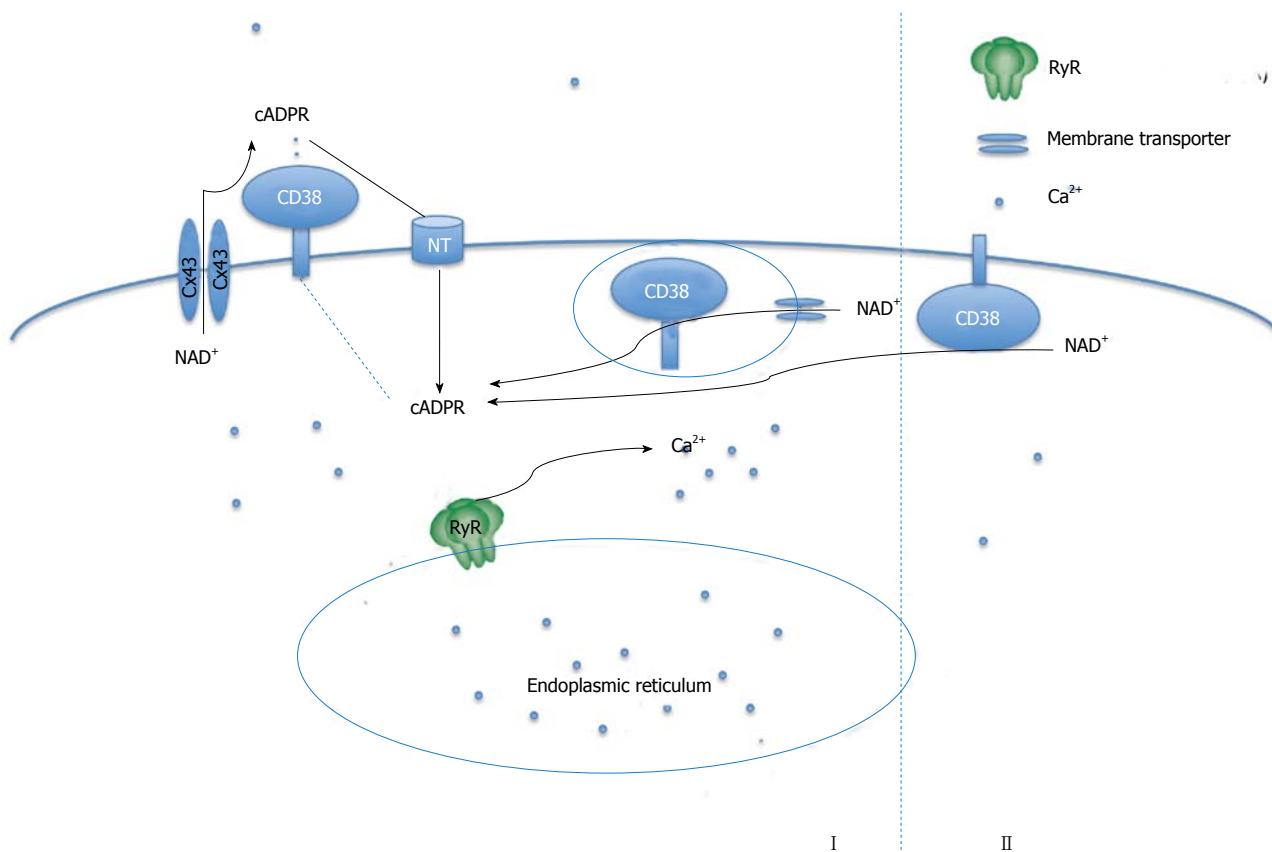 RyR
cADPR
Membrane transporter
CD38
Ca²⁺
NT
Cx43
Cx43
CD38
NAD⁺
CD38
NAD⁺
NAD⁺
cADPR
Ca²⁺
RyR
Endoplasmic reticulum
I
II